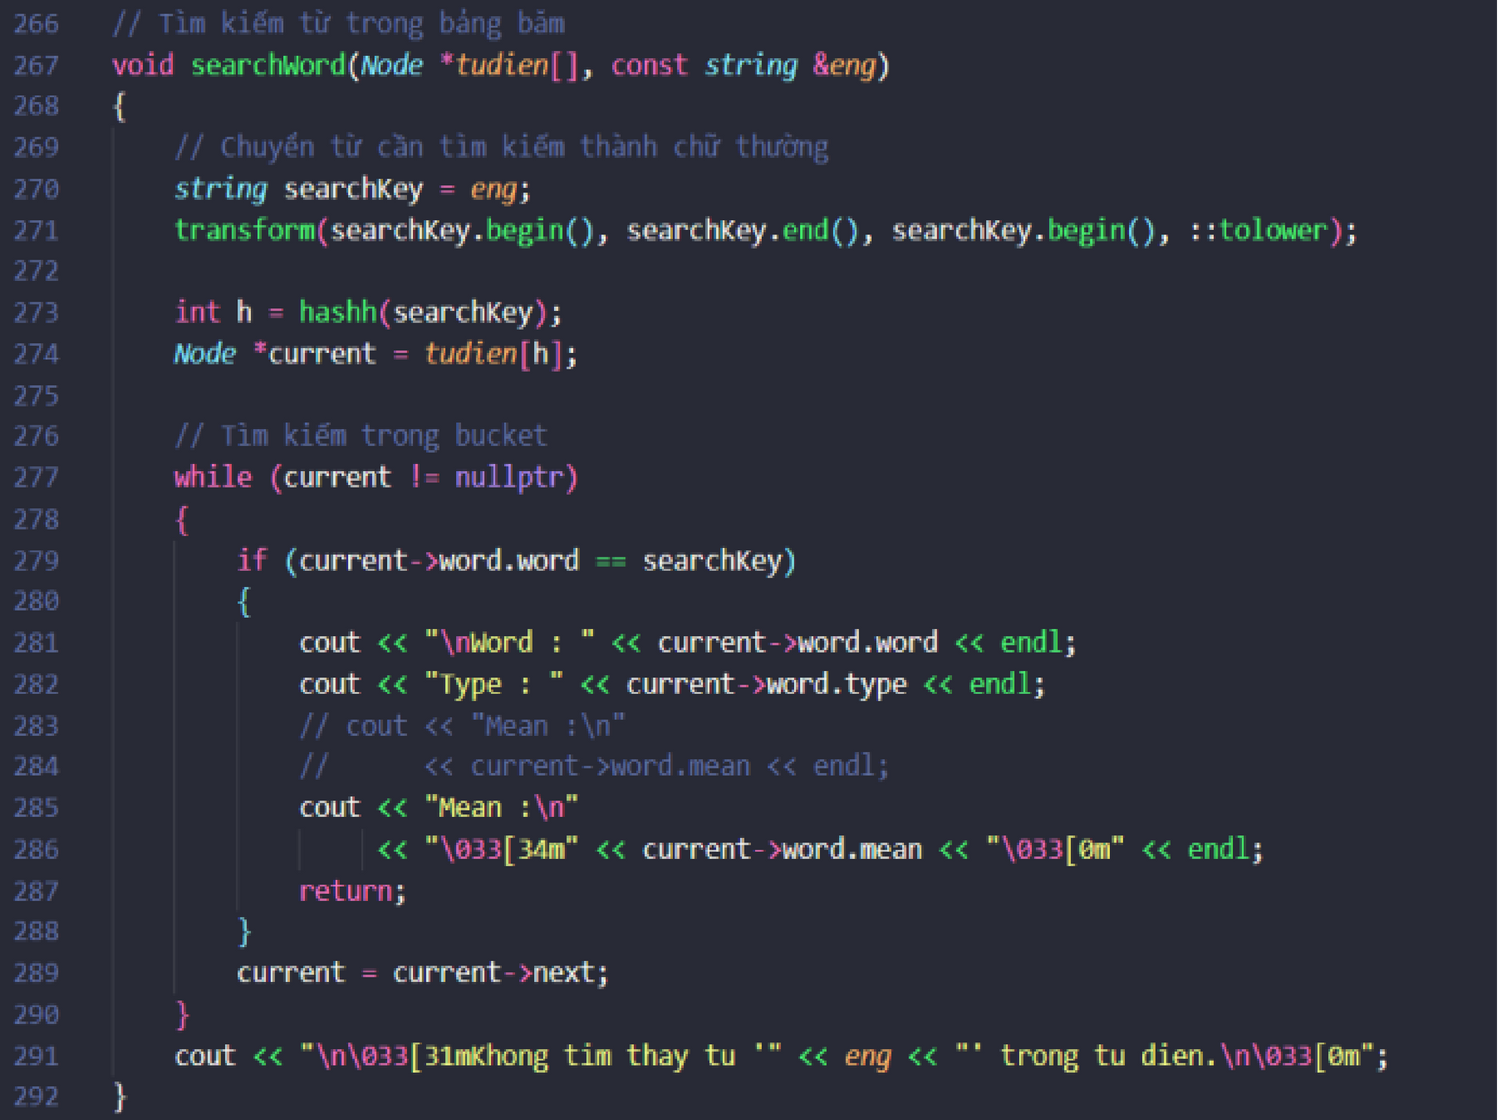 266 // Tìm kiếm từ trong bảng băm
267 void searchWord(Node *tudien[], const string &eng)
268 {
269     // Chuyển từ cần tìm kiếm thành chữ thường
270     string searchKey = eng;
271     transform(searchKey.begin(), searchKey.end(), searchKey.begin(), ::tolower);
272
273     int h = hashh(searchKey);
274     Node *current = tudien[h];
275
276     // Tìm kiếm trong bucket
277     while (current != nullptr)
278     {
279         if (current->word.word == searchKey)
280         {
281             cout << "\nWord : " << current->word.word << endl;
282             cout << "Type : " << current->word.type << endl;
283             // cout << "Mean :\n"
284             //      << current->word.mean << endl;
285             cout << "Mean :\n"
286                  << "\033[34m" << current->word.mean << "\033[0m" << endl;
287             return;
288         }
289         current = current->next;
290     }
291     cout << "\n\033[31mKhong tim thay tu '" << eng << "' trong tu dien.\n\033[0m";
292 }